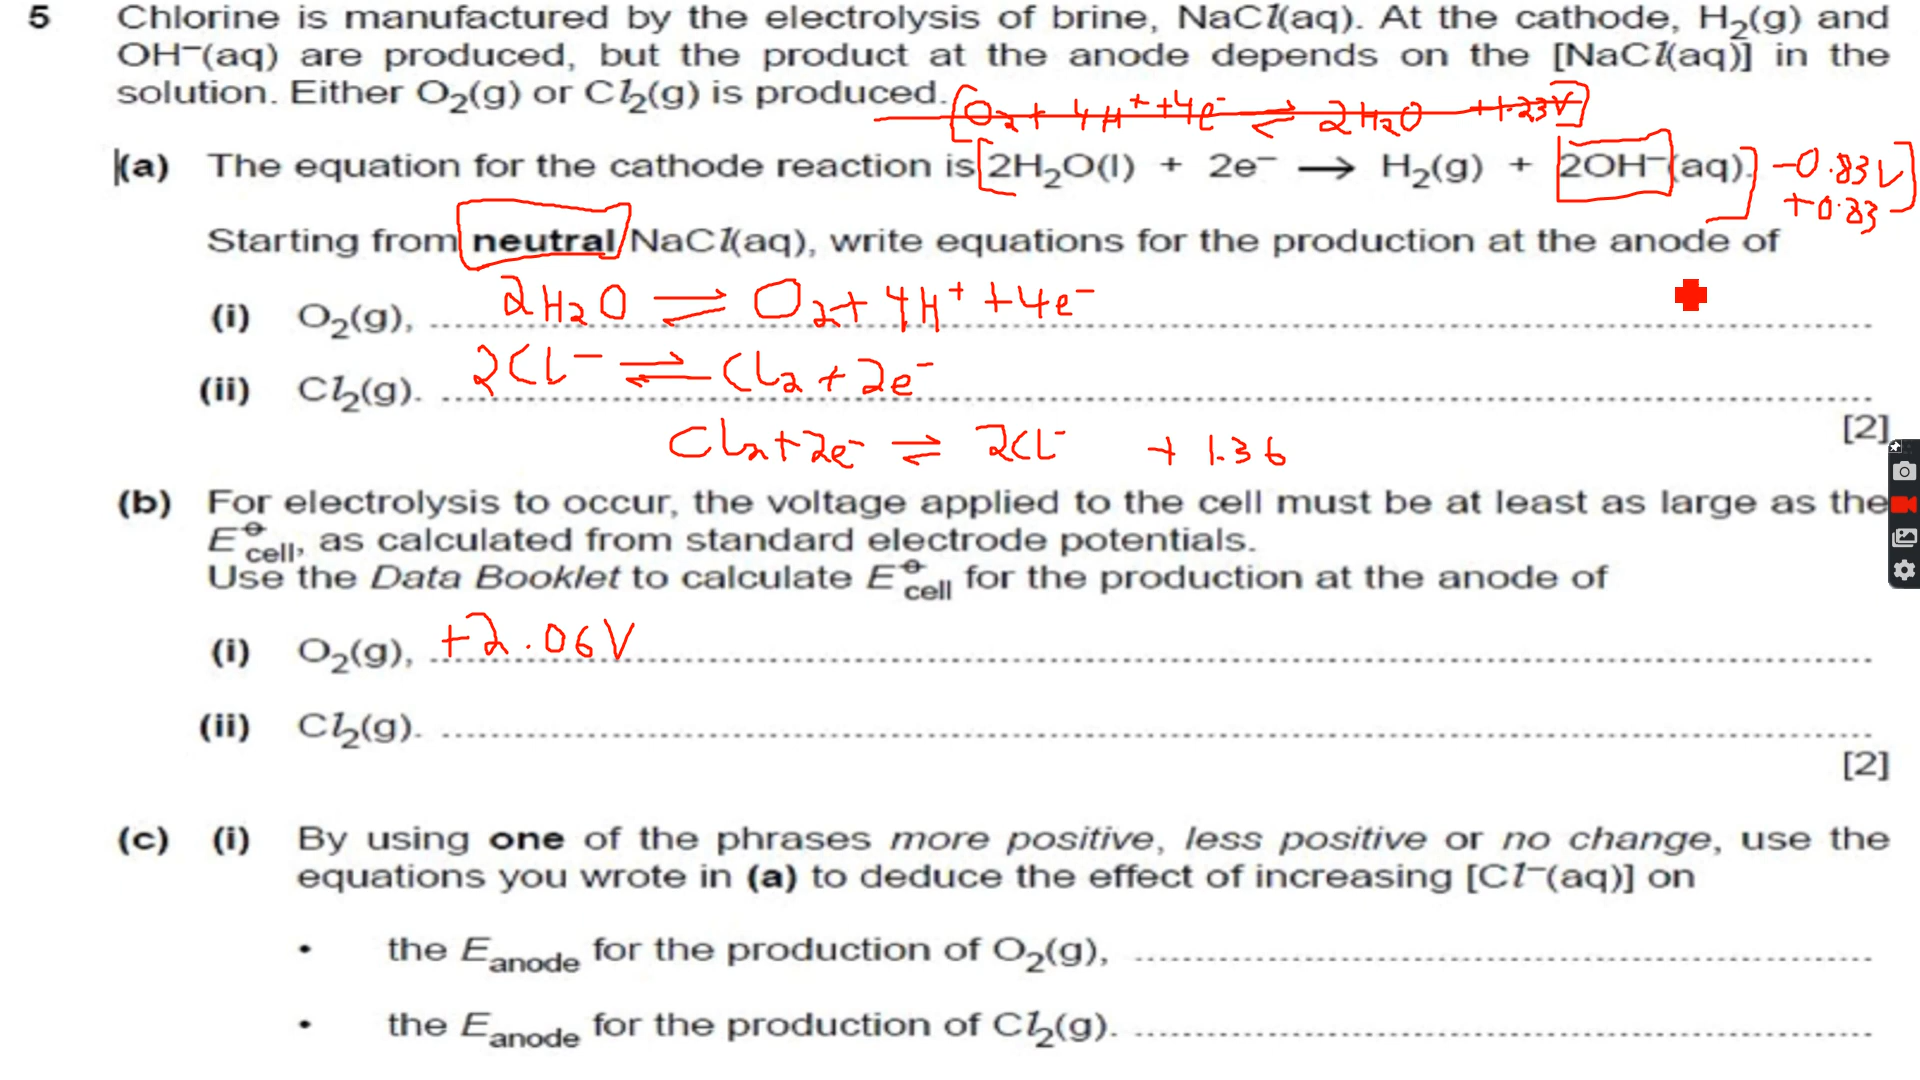 5 Chlorine is manufactured by the electrolysis of brine, NaCl(aq). At the cathode, H₂(g) and
OH⁻(aq) are produced, but the product at the anode depends on the [NaCl(aq)] in the
solution. Either O₂(g) or Cl₂(g) is produced.
[O₂ + 4H⁺ + 4e⁻ ⇌ 2H₂O +1.23V]
(a) The equation for the cathode reaction is [2H₂O(l) + 2e⁻ → H₂(g) + 2OH⁻(aq).] -0.83V]
+0.83
Starting from neutral NaCl(aq), write equations for the production at the anode of
(i) O₂(g), 2H₂O ⇌ O₂ + 4H⁺ + 4e⁻
(ii) Cl₂(g). 2Cl⁻ ⇌ Cl₂ + 2e⁻
[2]
Cl₂ + 2e⁻ ⇌ 2Cl⁻ + 1.36
(b) For electrolysis to occur, the voltage applied to the cell must be at least as large as the
E⦵cell, as calculated from standard electrode potentials.
Use the Data Booklet to calculate E⦵cell for the production at the anode of
(i) O₂(g), +2.06V
(ii) Cl₂(g).
[2]
(c) (i) By using one of the phrases more positive, less positive or no change, use the
equations you wrote in (a) to deduce the effect of increasing [Cl⁻(aq)] on
• the Eanode for the production of O₂(g),
• the Eanode for the production of Cl₂(g).